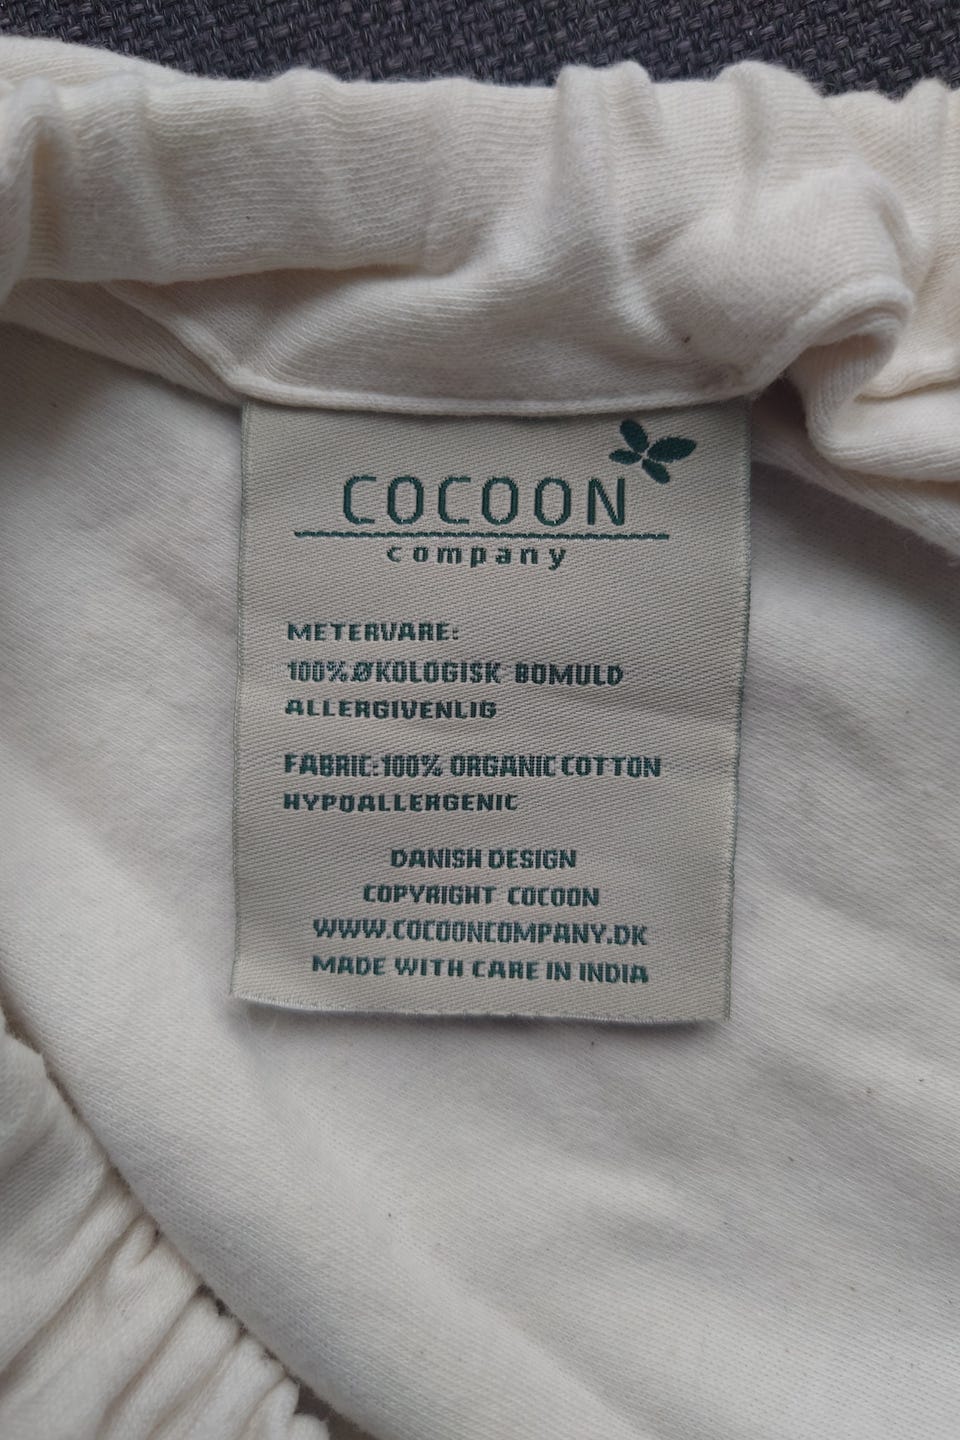 COCOON
company
METERVARE:
100% ØKOLOGISK BOMULD
ALLERGIVENLIG
FABRIC: 100% ORGANIC COTTON
HYPOALLERGENIC
DANISH DESIGN
COPYRIGHT COCOON
WWW.COCOONCOMPANY.DK
MADE WITH CARE IN INDIA